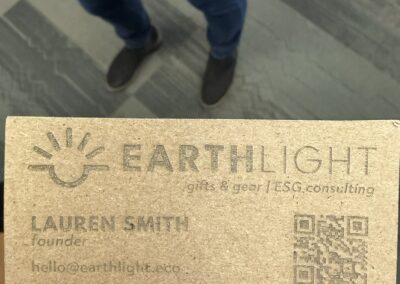 EARTHLIGHT
gifts & gear | ESG consulting
LAUREN SMITH
founder
hello@earthlight.eco